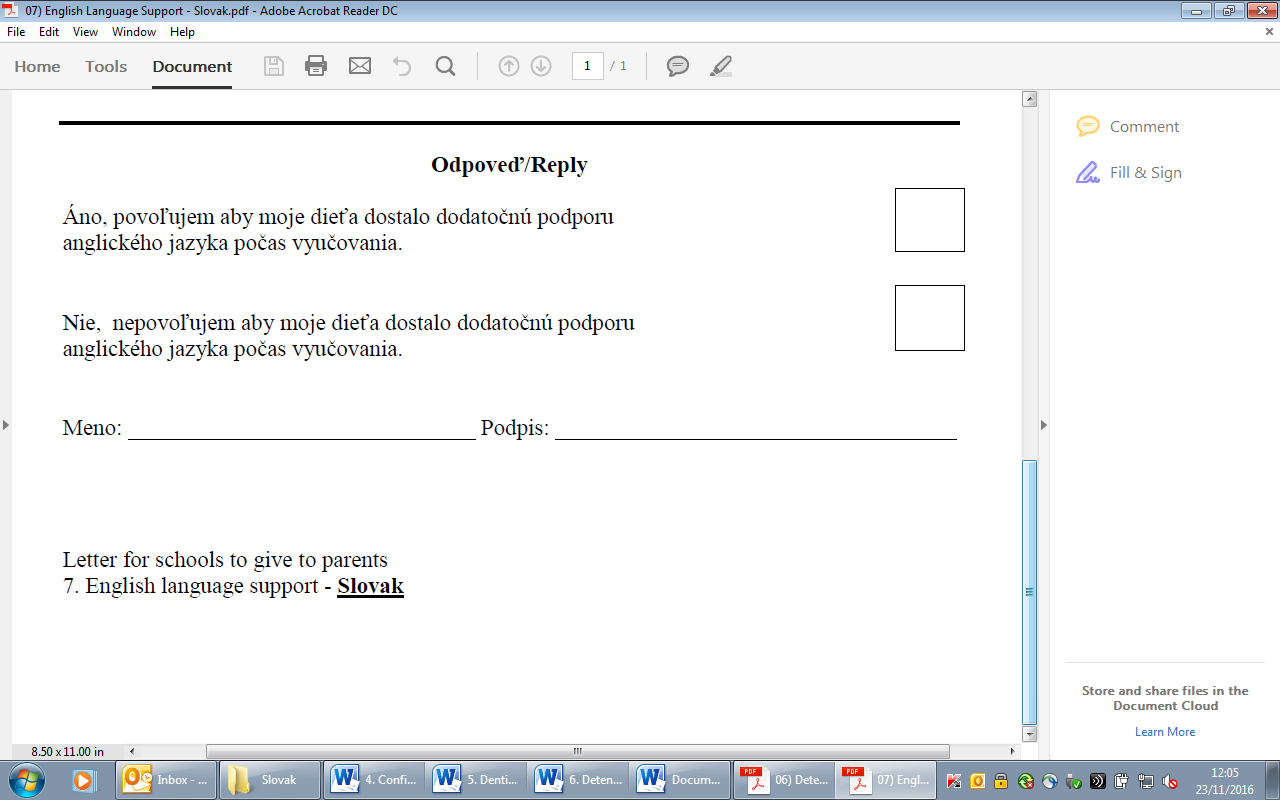 07) English Language Support - Slovak.pdf - Adobe Acrobat Reader DC
File Edit View Window Help
Home Tools Document 1 / 1
Comment
Fill & Sign
Odpoveď/Reply
Áno, povoľujem aby moje dieťa dostalo dodatočnú podporu
anglického jazyka počas vyučovania.
Nie, nepovoľujem aby moje dieťa dostalo dodatočnú podporu
anglického jazyka počas vyučovania.
Meno: ______________________________ Podpis: ___________________________________
Letter for schools to give to parents
7. English language support - Slovak
Store and share files in the
Document Cloud
Learn More
8.50 x 11.00 in
Inbox - ... Slovak 4. Confi... 5. Denti... 6. Deten... Docum... 06) Dete... 07) Engl... 12:05
23/11/2016